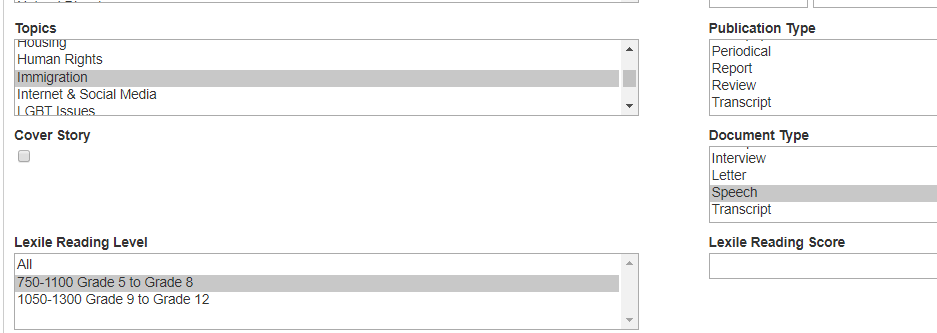 Topics
Housing
Human Rights
Immigration
Internet & Social Media
LGBT Issues
Cover Story
Lexile Reading Level
All
750-1100 Grade 5 to Grade 8
1050-1300 Grade 9 to Grade 12
Publication Type
Periodical
Report
Review
Transcript
Document Type
Interview
Letter
Speech
Transcript
Lexile Reading Score